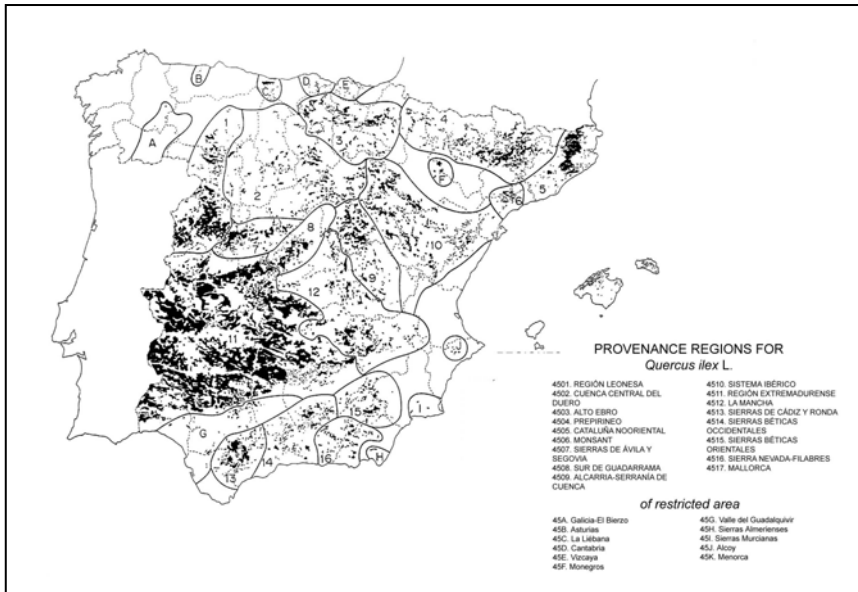 B
D
E
C
1
A
3
4
2
F
5
6
8
7
10
9
12
11
J
15
I
G
16
H
14
13
PROVENANCE REGIONS FOR
Quercus ilex L.
4501. REGIÓN LEONESA
4502. CUENCA CENTRAL DEL
DUERO
4503. ALTO EBRO
4504. PREPIRINEO
4505. CATALUÑA NOORIENTAL
4506. MONSANT
4507. SIERRAS DE ÁVILA Y
SEGOVIA
4508. SUR DE GUADARRAMA
4509. ALCARRIA-SERRANÍA DE
CUENCA
4510. SISTEMA IBÉRICO
4511. REGIÓN EXTREMADURENSE
4512. LA MANCHA
4513. SIERRAS DE CÁDIZ Y RONDA
4514. SIERRAS BÉTICAS
OCCIDENTALES
4515. SIERRAS BÉTICAS
ORIENTALES
4516. SIERRA NEVADA-FILABRES
4517. MALLORCA
of restricted area
45A. Galicia-El Bierzo
45B. Asturias
45C. La Liébana
45D. Cantabria
45E. Vizcaya
45F. Monegros
45G. Valle del Guadalquivir
45H. Sierras Almerienses
45I. Sierras Murcianas
45J. Alcoy
45K. Menorca